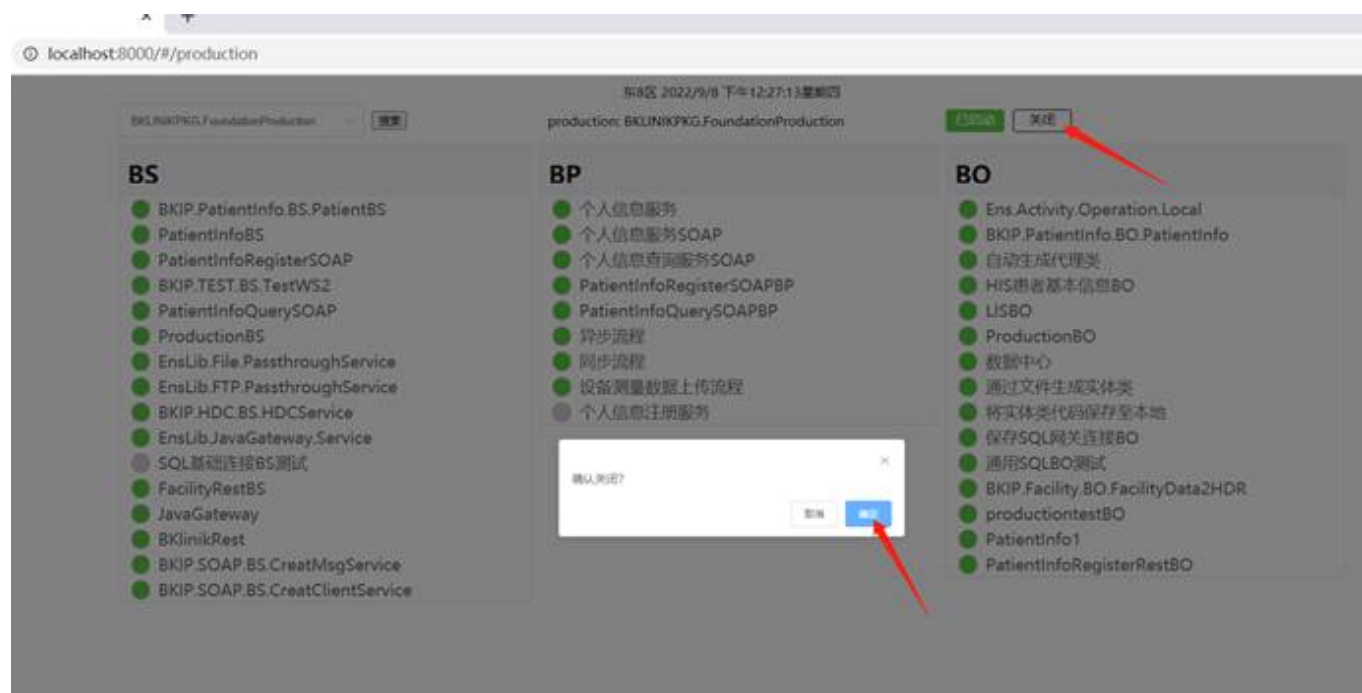 localhost:8000/#/production
东8区 2022/9/8 下午12:27:13星期四
BKLINIKPKG.FoundationProduction
搜索
production: BKLINIKPKG.FoundationProduction
已启动
关闭
BS
BKIP.PatientInfo.BS.PatientBS
PatientInfoBS
PatientInfoRegisterSOAP
BKIP.TEST.BS.TestWS2
PatientInfoQuerySOAP
ProductionBS
EnsLib.File.PassthroughService
EnsLib.FTP.PassthroughService
BKIP.HDC.BS.HDCService
EnsLib.JavaGateway.Service
SQL基础连接BS测试
FacilityRestBS
JavaGateway
BKlinikRest
BKIP.SOAP.BS.CreatMsgService
BKIP.SOAP.BS.CreatClientService
BP
个人信息服务
个人信息服务SOAP
个人信息查询服务SOAP
PatientInfoRegisterSOAPBP
PatientInfoQuerySOAPBP
异步流程
同步流程
设备测量数据上传流程
个人信息注册服务
BO
Ens.Activity.Operation.Local
BKIP.PatientInfo.BO.PatientInfo
自动生成代理类
HIS患者基本信息BO
LISBO
ProductionBO
数据中心
通过文件生成实体类
将实体类代码保存至本地
保存SQL网关连接BO
通用SQLBO测试
BKIP.Facility.BO.FacilityData2HDR
productiontestBO
PatientInfo1
PatientInfoRegisterRestBO
确认关闭?
取消
确定